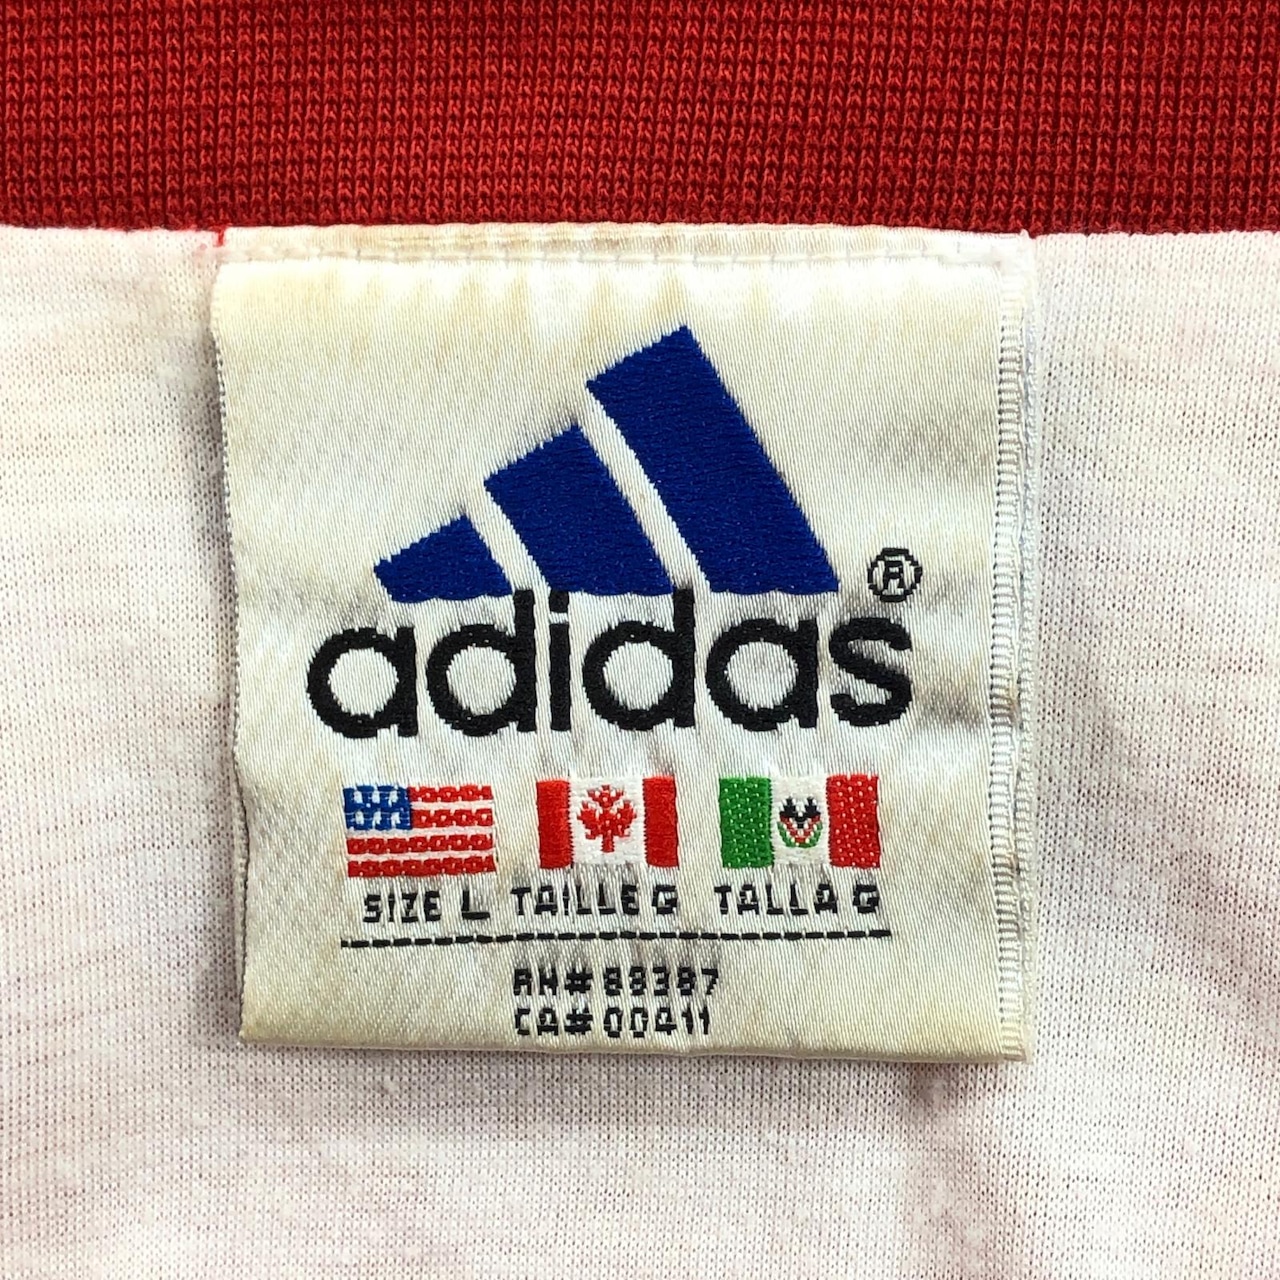 adidas®
SIZE L TAILLE G TALLA G
RN# 88387
CA# 00411